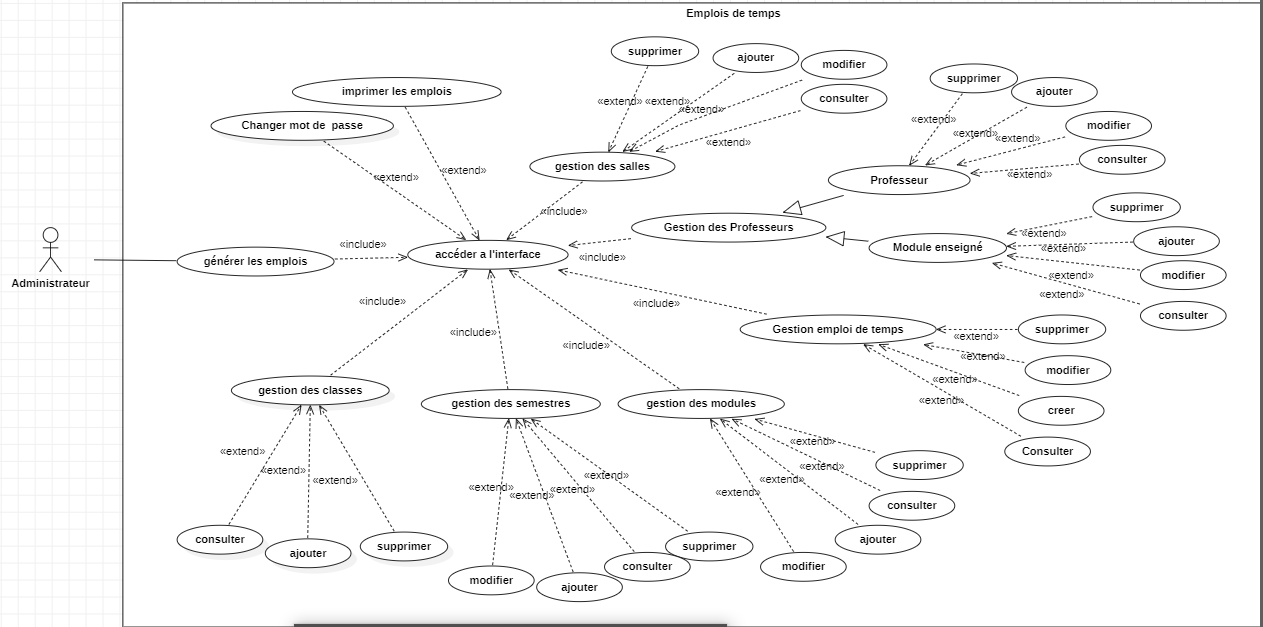 Emplois de temps
supprimer
ajouter
modifier
consulter
«extend»
«extend»
«extend»
«extend»
gestion des salles
supprimer
ajouter
modifier
consulter
«extend»
«extend»
«extend»
«extend»
Professeur
imprimer les emplois
Changer mot de  passe
«extend»
«extend»
«include»
Gestion des Professeurs
Module enseigné
supprimer
ajouter
modifier
consulter
«extend»
«extend»
«extend»
«extend»
Administrateur
générer les emplois
«include»
accéder a l'interface
«include»
«include»
Gestion emploi de temps
supprimer
modifier
creer
Consulter
«extend»
«extend»
«extend»
«extend»
«include»
«include»
«include»
gestion des classes
gestion des semestres
gestion des modules
«extend»
«extend»
«extend»
consulter
ajouter
supprimer
«extend»
«extend»
«extend»
«extend»
modifier
ajouter
consulter
supprimer
«extend»
«extend»
«extend»
«extend»
modifier
ajouter
consulter
supprimer